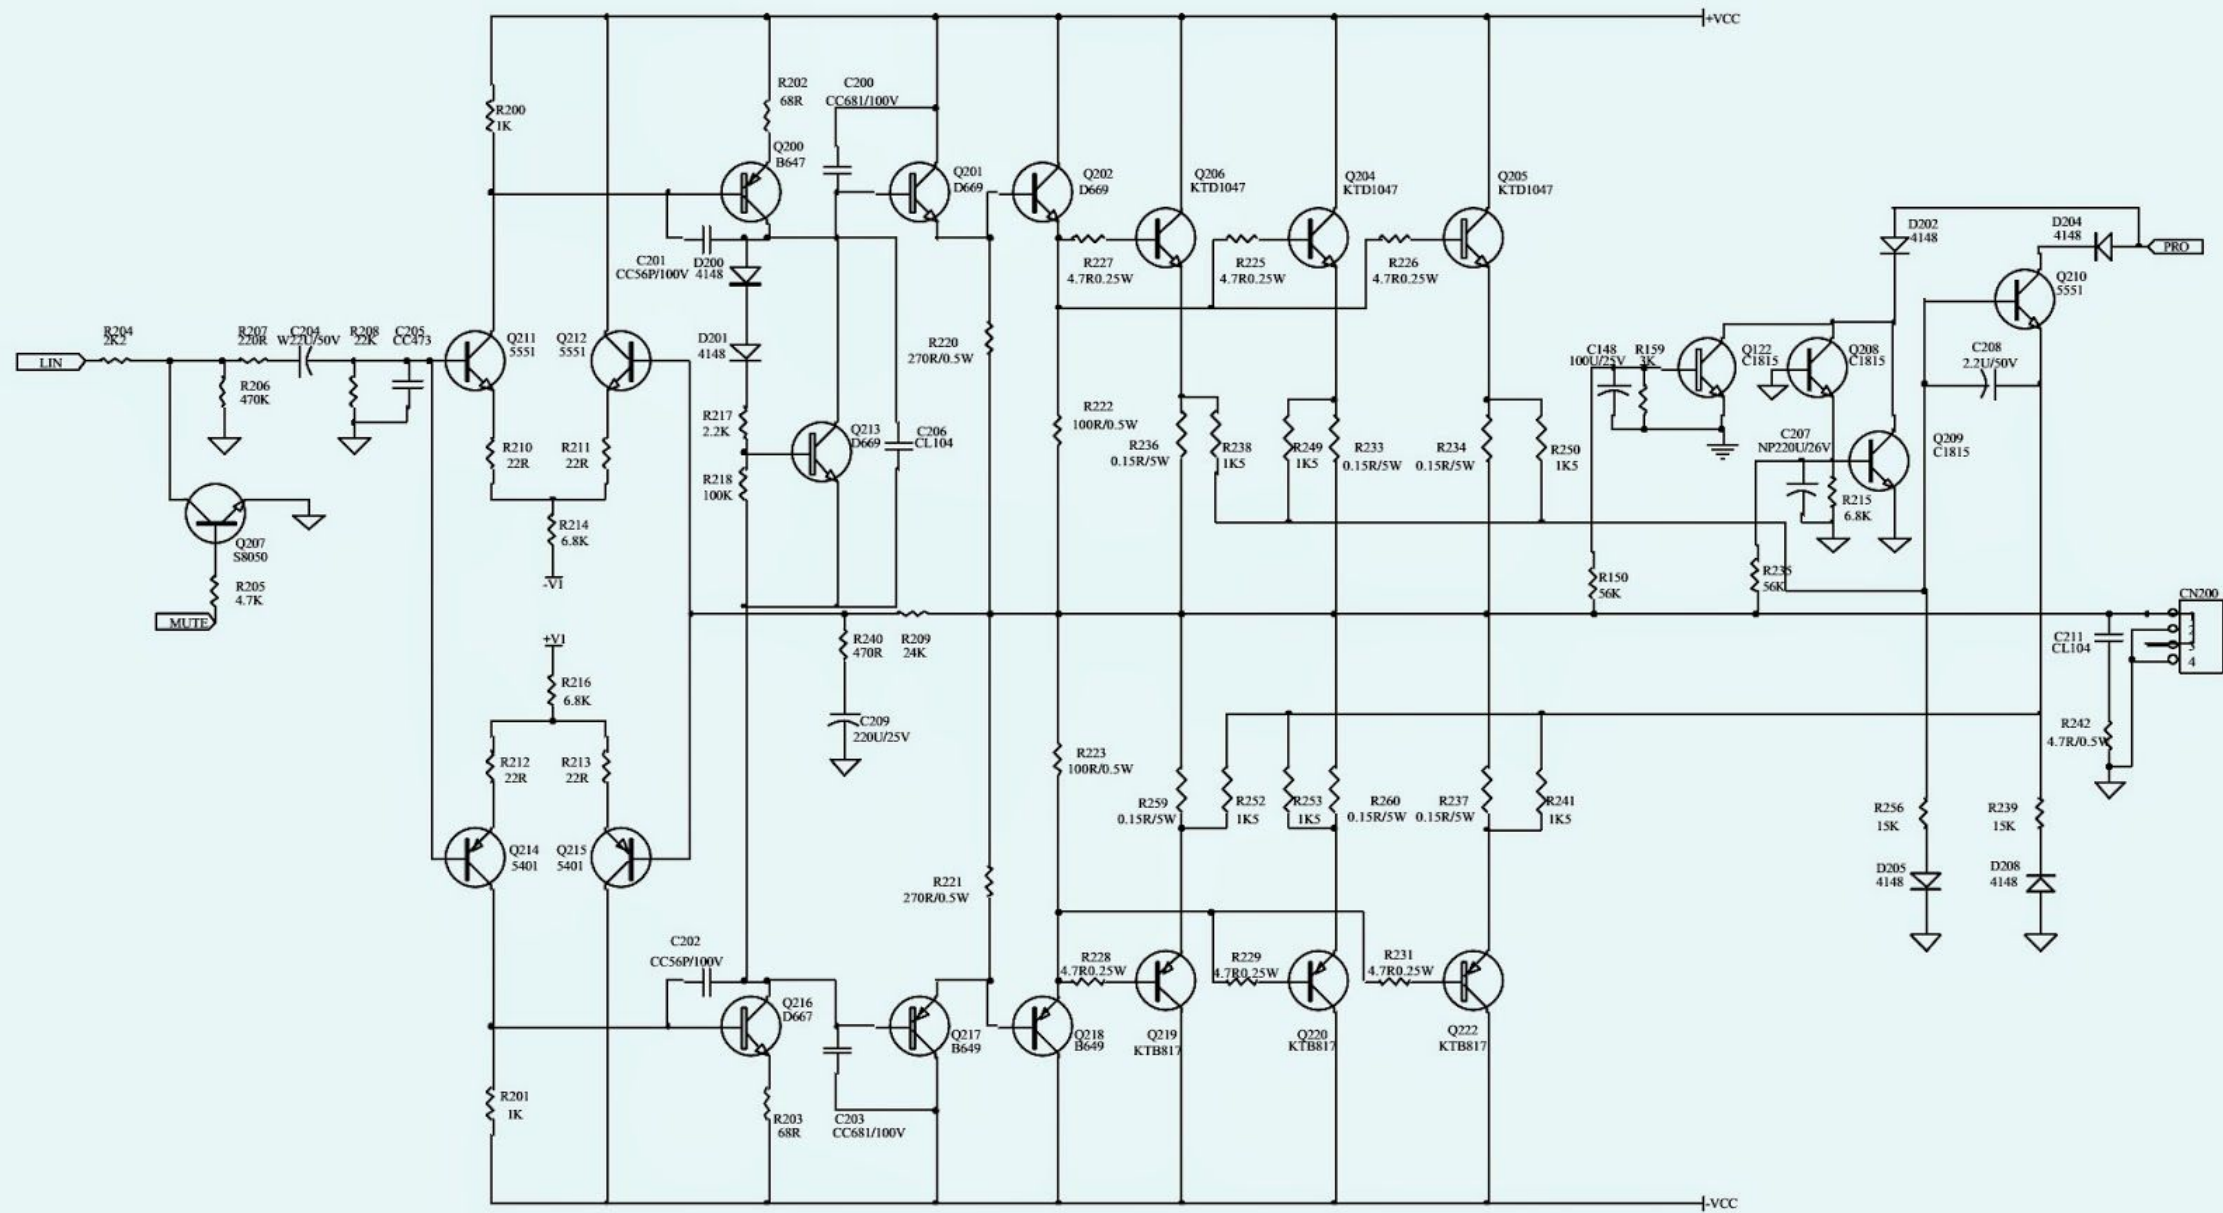 +VCC
R202
68R
C200
CC681/100V
R200
1K
Q200
B647
Q201
D669
Q202
D669
Q206
KTD1047
Q204
KTD1047
Q205
KTD1047
D202
4148
D204
4148
PRO
C201
CC56P/100V
D200
4148
R227
4.7R0.25W
R225
4.7R0.25W
R226
4.7R0.25W
Q210
5551
LIN
R204
2K2
R207
220R
C204
W22U/50V
R208
22K
C205
CC473
Q211
5551
Q212
5551
D201
4148
R220
270R/0.5W
C148
100U/25V
R159
3K
Q122
C1815
Q208
C1815
C208
2.2U/50V
R206
470K
R217
2.2K
Q213
D669
C206
CL104
R222
100R/0.5W
R210
22R
R211
22R
R218
100K
R236
0.15R/5W
R238
1K5
R249
1K5
R233
0.15R/5W
R234
0.15R/5W
R250
1K5
C207
NP220U/26V
Q209
C1815
R215
6.8K
Q207
S8050
R214
6.8K
-V1
R205
4.7K
MUTE
R150
56K
R235
56K
CN200
1
2
3
4
+V1
R240
470R
R209
24K
C211
CL104
R216
6.8K
C209
220U/25V
R242
4.7R/0.5W
R212
22R
R213
22R
R223
100R/0.5W
R259
0.15R/5W
R252
1K5
R253
1K5
R260
0.15R/5W
R237
0.15R/5W
R241
1K5
R256
15K
R239
15K
Q214
5401
Q215
5401
R221
270R/0.5W
D205
4148
D208
4148
C202
CC56P/100V
R228
4.7R0.25W
R229
4.7R0.25W
R231
4.7R0.25W
Q216
D667
Q217
B649
Q218
B649
Q219
KTB817
Q220
KTB817
Q222
KTB817
R201
1K
R203
68R
C203
CC681/100V
-VCC